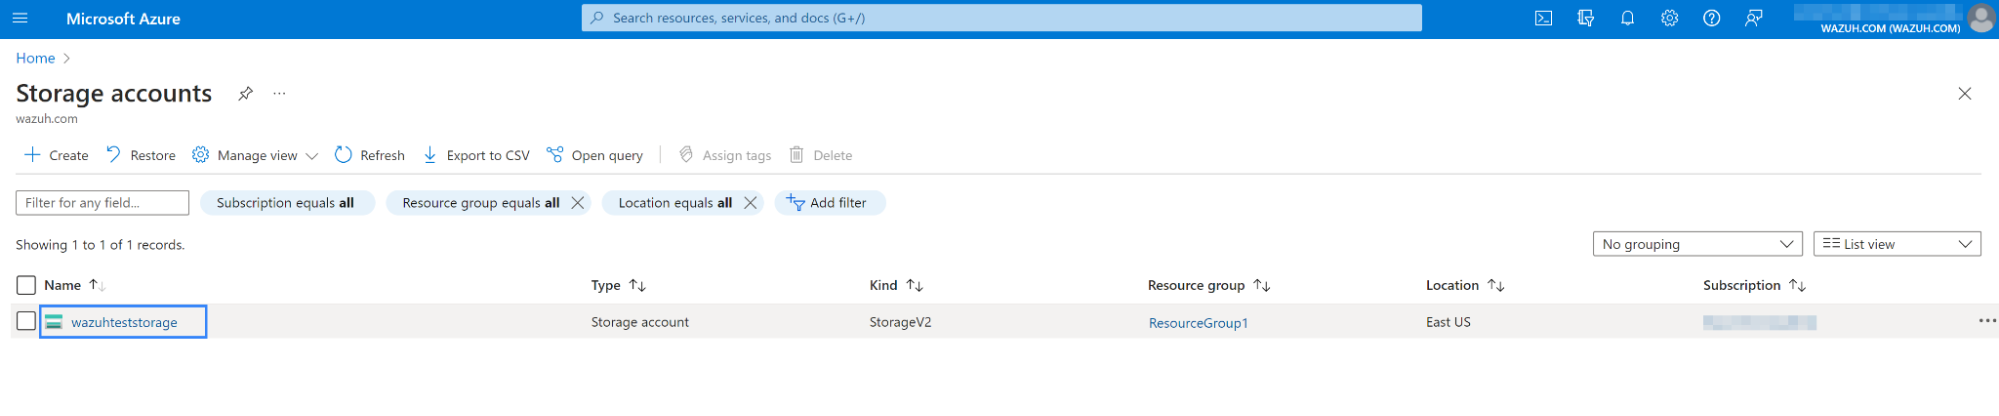 Microsoft Azure
Search resources, services, and docs (G+/)
WAZUH.COM (WAZUH.COM)
Home
Storage accounts
wazuh.com
Create Restore Manage view Refresh Export to CSV Open query Assign tags Delete
Filter for any field... Subscription equals all Resource group equals all Location equals all Add filter
Showing 1 to 1 of 1 records. No grouping List view
Name Type Kind Resource group Location Subscription
wazuhteststorage Storage account StorageV2 ResourceGroup1 East US